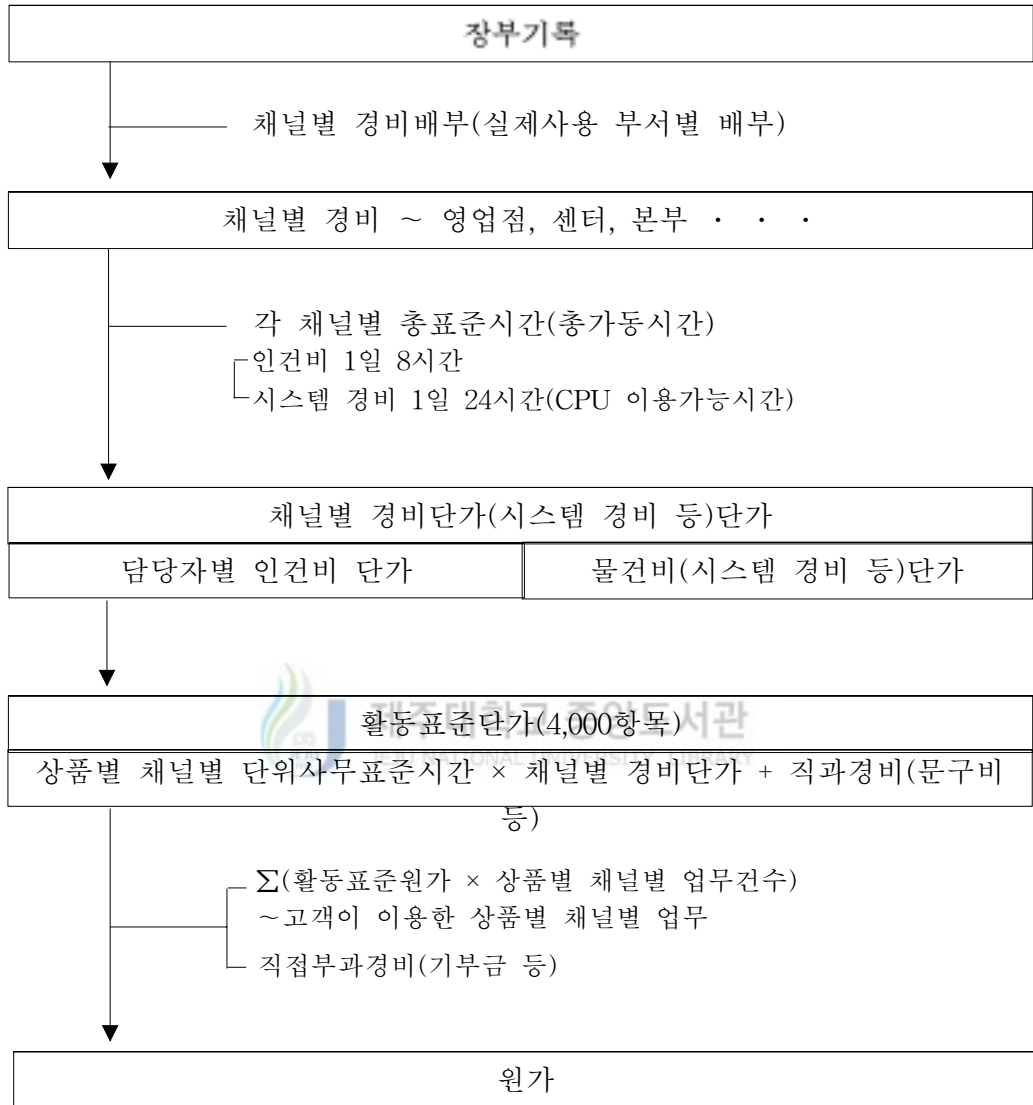 장부기록
채널별 경비배부(실제사용 부서별 배부)
채널별 경비 ~ 영업점, 센터, 본부 · · ·
각 채널별 총표준시간(총가동시간)
인건비 1일 8시간
시스템 경비 1일 24시간(CPU 이용가능시간)
채널별 경비단가(시스템 경비 등)단가
담당자별 인건비 단가
물건비(시스템 경비 등)단가
제주대학교 중앙도서관
활동표준단가(4,000항목)
JEJU NATIONAL UNIVERSITY LIBRARY
상품별 채널별 단위사무표준시간 × 채널별 경비단가 + 직과경비(문구비
등)
∑(활동표준원가 × 상품별 채널별 업무건수)
~고객이 이용한 상품별 채널별 업무
직접부과경비(기부금 등)
원가